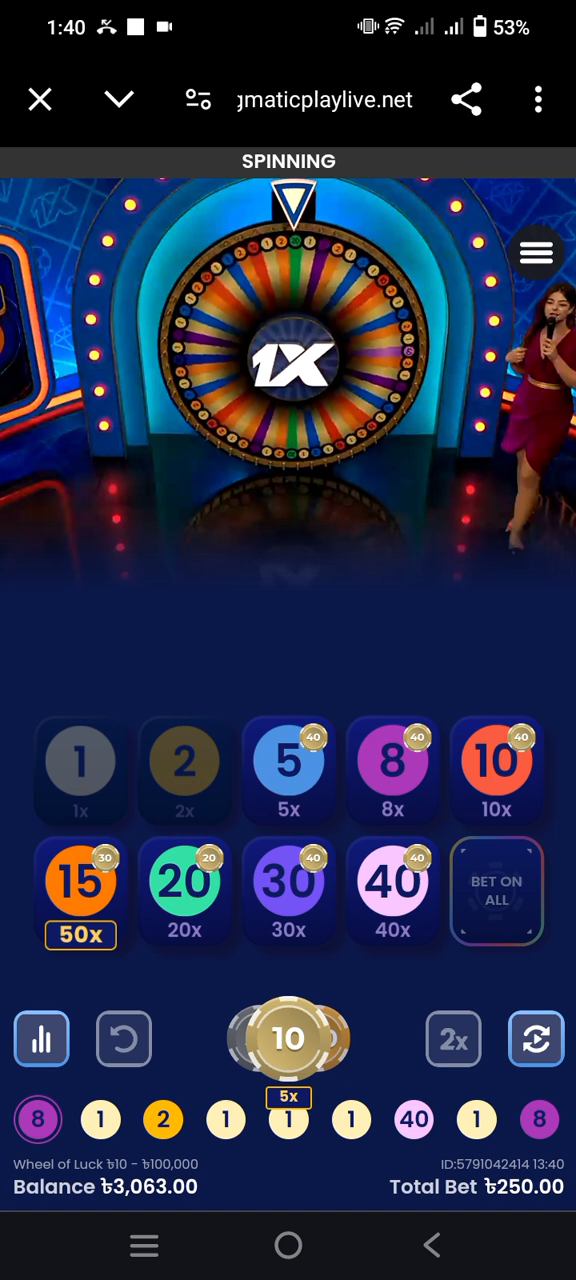 1:40
53%
gmaticplaylive.net
SPINNING
1X
1 2 5 40 8 40 10 40
1x 2x 5x 8x 10x
15 30 20 20 30 40 40 40 BET ON
ALL
50x 20x 30x 40x
10 2x
5x
8 1 2 1 1 1 40 1 8
Wheel of Luck ৳10 - ৳100,000 ID:5791042414 13:40
Balance ৳3,063.00 Total Bet ৳250.00